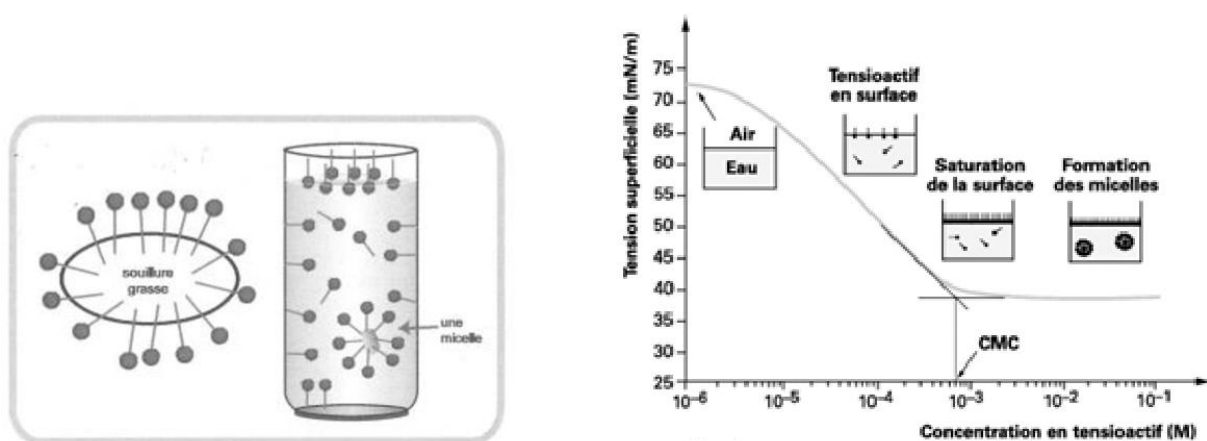 souillure
grasse
une
micelle
Tension superficielle (mN/m)
75
70
65
60
55
50
45
40
35
30
25
Air
Eau
Tensioactif
en surface
Saturation
de la surface
Formation
des micelles
CMC
10⁻⁶
10⁻⁵
10⁻⁴
10⁻³
10⁻²
10⁻¹
Concentration en tensioactif (M)